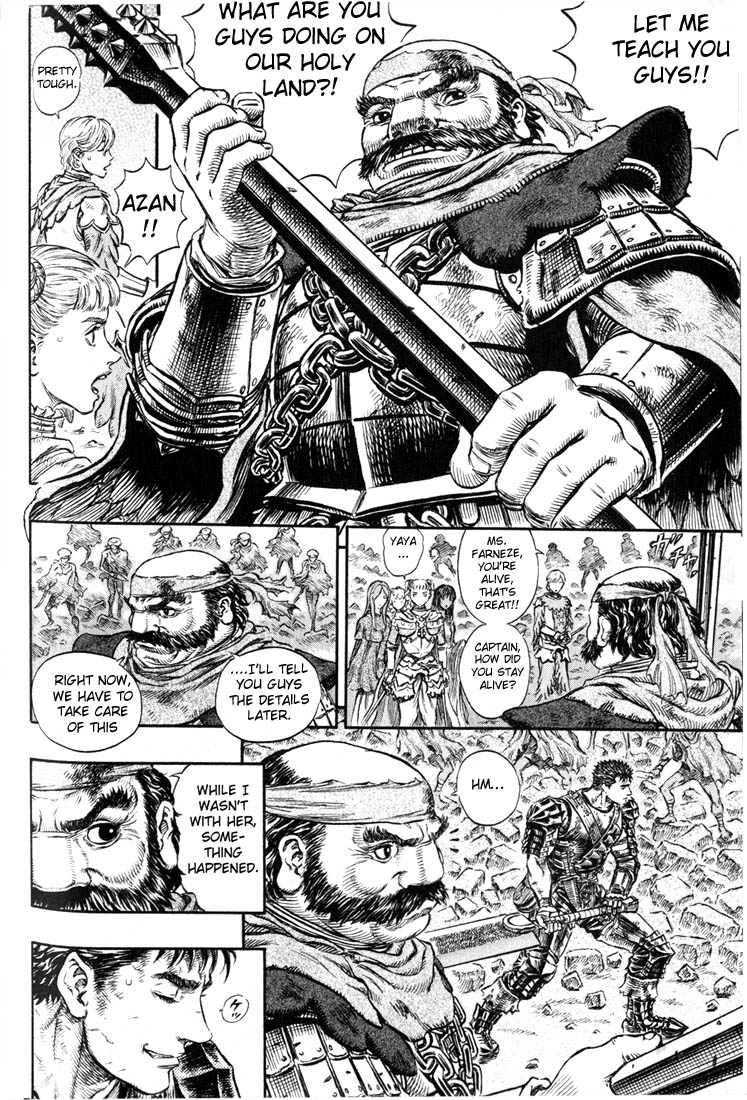 LET ME
TEACH YOU
GUYS!!
WHAT ARE YOU
GUYS DOING ON
OUR HOLY
LAND?!
PRETTY
TOUGH.
AZAN
!!
MS.
FARNEZE,
YOU'RE
ALIVE,
THAT'S
GREAT!!
CAPTAIN,
HOW DID
YOU STAY
ALIVE?
YAYA
...
....I'LL TELL
YOU GUYS
THE DETAILS
LATER.
RIGHT NOW,
WE HAVE TO
TAKE CARE
OF THIS
HM...
WHILE I
WASN'T
WITH HER,
SOME-
THING
HAPPENED.